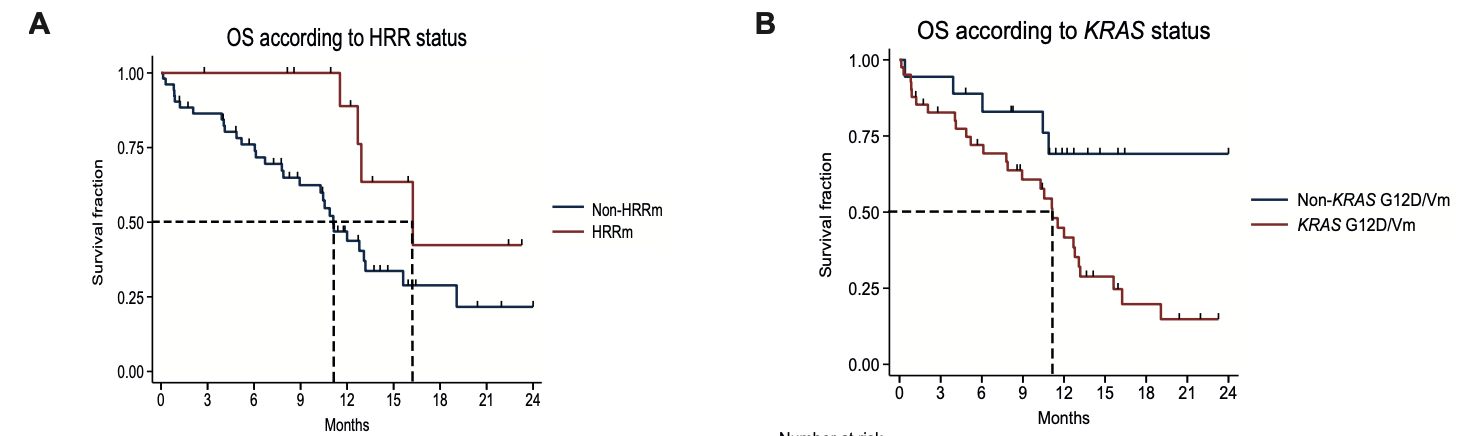 A
OS according to HRR status
1.00
0.75
0.50
0.25
0.00
Survival fraction
0 3 6 9 12 15 18 21 24
Months
Non-HRRm
HRRm
B
OS according to KRAS status
1.00
0.75
0.50
0.25
0.00
Survival fraction
0 3 6 9 12 15 18 21 24
Months
Non-KRAS G12D/Vm
KRAS G12D/Vm
Number at risk